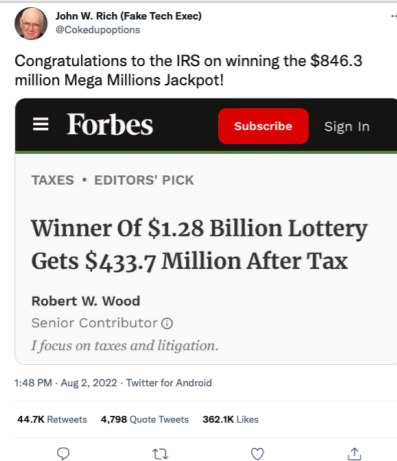 John W. Rich (Fake Tech Exec)
@Cokedupoptions
Congratulations to the IRS on winning the $846.3
million Mega Millions Jackpot!
Forbes
Subscribe
Sign In
TAXES • EDITORS' PICK
Winner Of $1.28 Billion Lottery
Gets $433.7 Million After Tax
Robert W. Wood
Senior Contributor
I focus on taxes and litigation.
1:48 PM · Aug 2, 2022 · Twitter for Android
44.7K Retweets 4,798 Quote Tweets 362.1K Likes